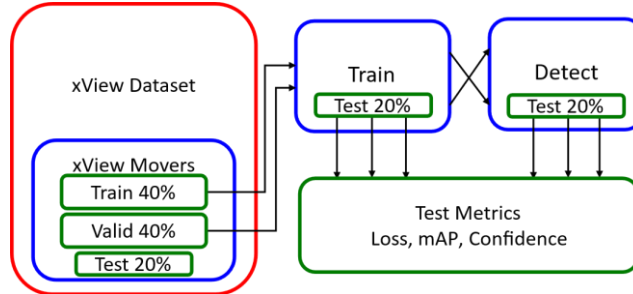 xView Dataset
xView Movers
Train 40%
Valid 40%
Test 20%
Train
Test 20%
Detect
Test 20%
Test Metrics
Loss, mAP, Confidence